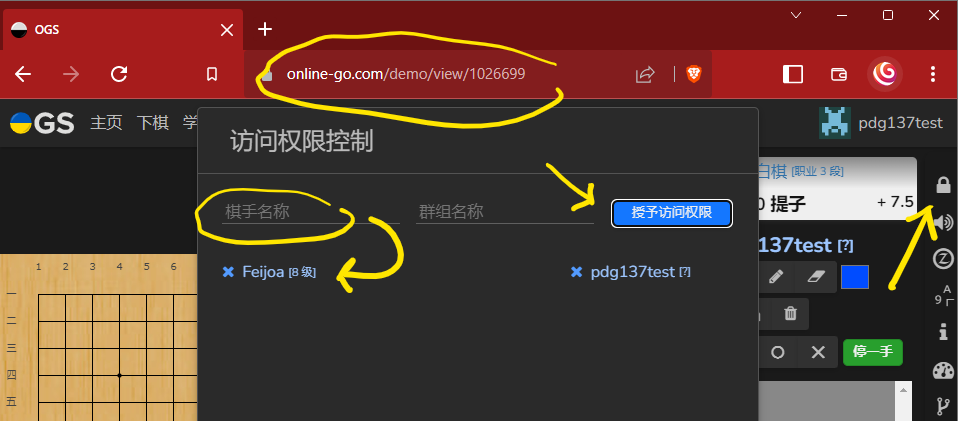 OGS
online-go.com/demo/view/1026699
OGS 主页 下棋 学
pdg137test
访问权限控制
棋手名称 群组名称 授予访问权限
Feijoa [8 级]
pdg137test [?]
白棋 [职业 3 段]
0 提子 + 7.5
137test [?]
停一手
A
9
1 2 3 4 5 6
一
二
三
四
五